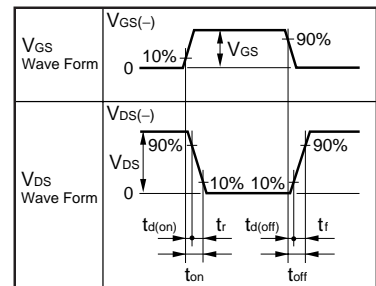 VGS
Wave Form
VGS(−)
10%
0
VGS
90%
VDS
Wave Form
VDS(−)
VDS
90%
90%
0
10% 10%
td(on) tr td(off) tf
ton toff